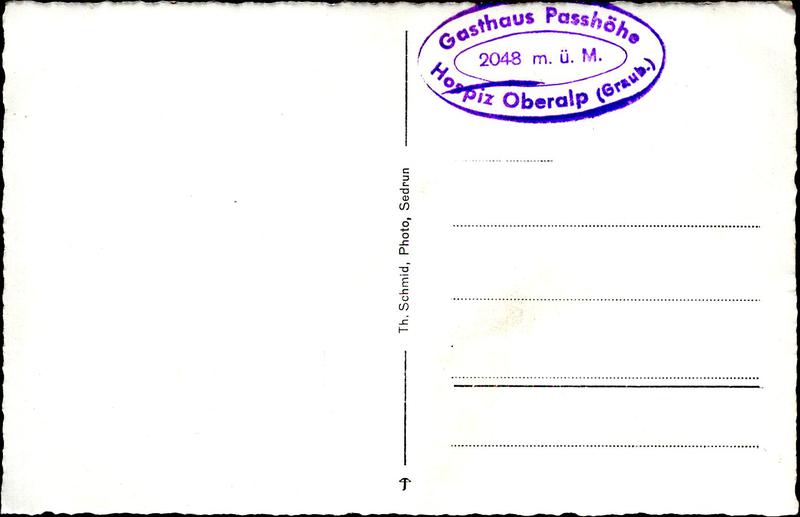 Gasthaus Passhöhe
2048 m. ü. M.
Hospiz Oberalp (Graub.)
Th. Schmid, Photo, Sedrun